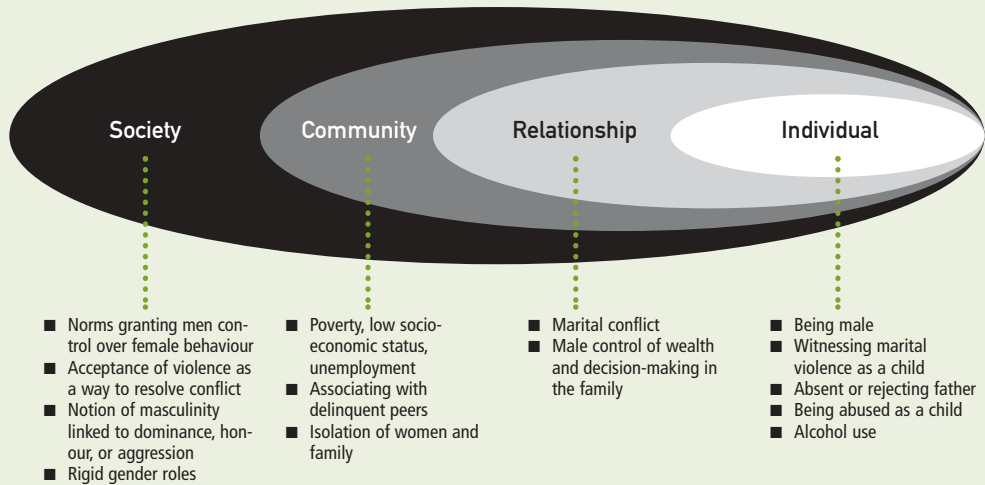 Society
Community
Relationship
Individual
■ Norms granting men con-
trol over female behaviour
■ Acceptance of violence as
a way to resolve conflict
■ Notion of masculinity
linked to dominance, hon-
our, or aggression
■ Rigid gender roles
■ Poverty, low socio-
economic status,
unemployment
■ Associating with
delinquent peers
■ Isolation of women and
family
■ Marital conflict
■ Male control of wealth
and decision-making in
the family
■ Being male
■ Witnessing marital
violence as a child
■ Absent or rejecting father
■ Being abused as a child
■ Alcohol use